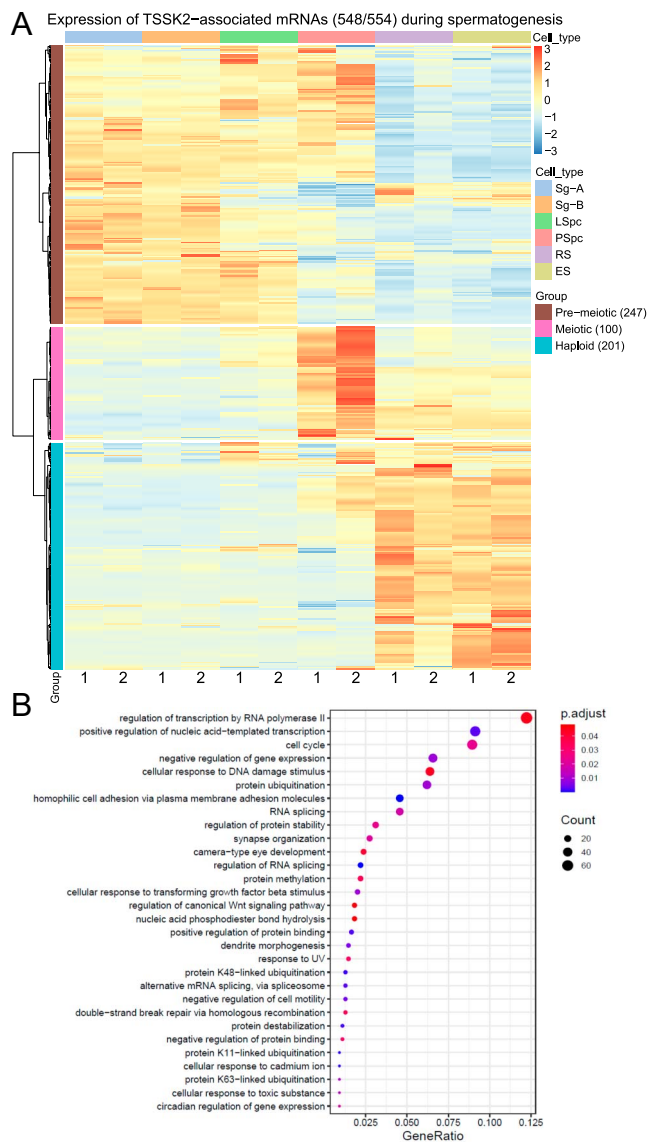 A
Expression of TSSK2−associated mRNAs (548/554) during spermatogenesis
Cell_type
3
2
1
0
−1
−2
−3
Cell_type
Sg−A
Sg−B
LSpc
PSpc
RS
ES
Group
Pre−meiotic (247)
Meiotic (100)
Haploid (201)
Group
1 2 1 2 1 2 1 2 1 2 1 2
B
regulation of transcription by RNA polymerase II
positive regulation of nucleic acid−templated transcription
cell cycle
negative regulation of gene expression
cellular response to DNA damage stimulus
protein ubiquitination
homophilic cell adhesion via plasma membrane adhesion molecules
RNA splicing
regulation of protein stability
synapse organization
camera−type eye development
regulation of RNA splicing
protein methylation
cellular response to transforming growth factor beta stimulus
regulation of canonical Wnt signaling pathway
nucleic acid phosphodiester bond hydrolysis
positive regulation of protein binding
dendrite morphogenesis
response to UV
protein K48−linked ubiquitination
alternative mRNA splicing, via spliceosome
negative regulation of cell motility
double−strand break repair via homologous recombination
protein destabilization
negative regulation of protein binding
protein K11−linked ubiquitination
cellular response to cadmium ion
protein K63−linked ubiquitination
cellular response to toxic substance
circadian regulation of gene expression
0.025 0.050 0.075 0.100 0.125
GeneRatio
p.adjust
0.04
0.03
0.02
0.01
Count
20
40
60